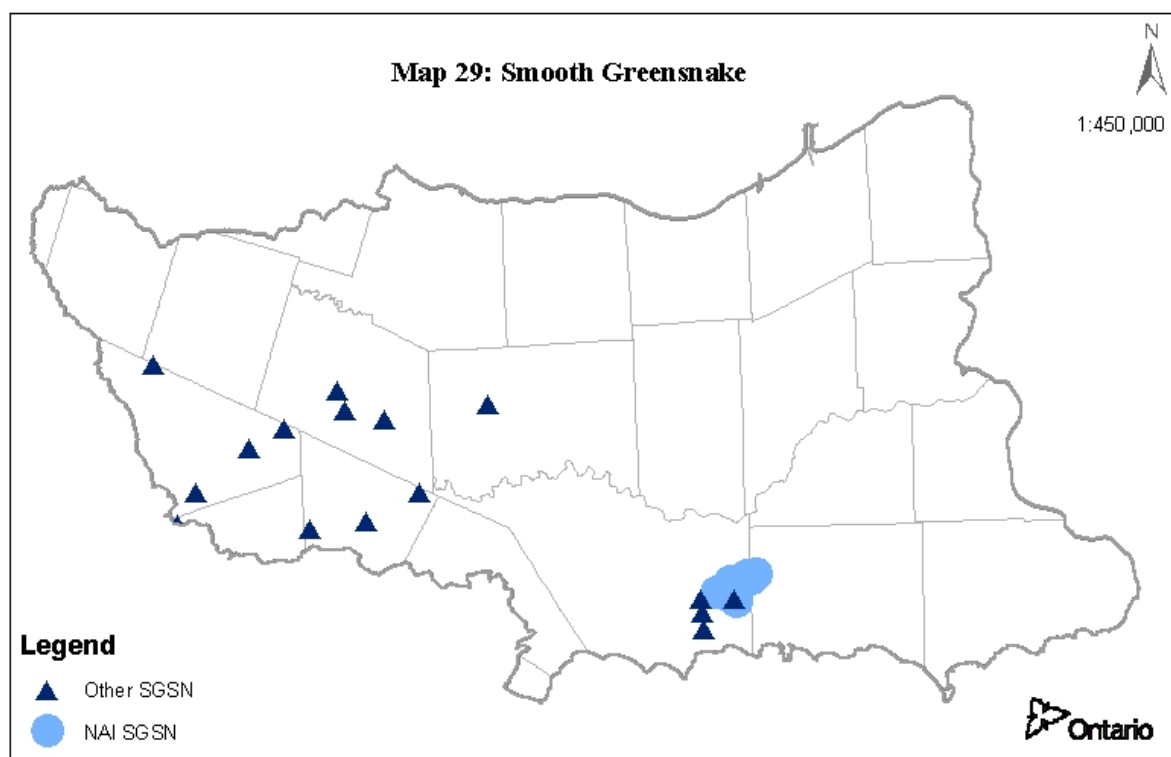 Map 29: Smooth Greensnake
N
1:450,000
Legend
Other SGSN
NAI SGSN
Ontario